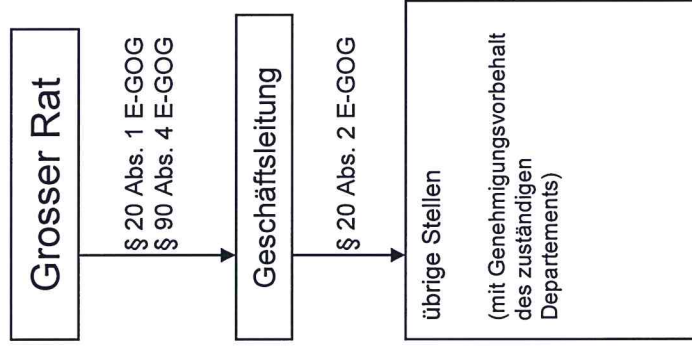 Grosser Rat
§ 20 Abs. 1 E-GOG
§ 90 Abs. 4 E-GOG
Geschäftsleitung
§ 20 Abs. 2 E-GOG
übrige Stellen
(mit Genehmigungsvorbehalt
des zuständigen
Departements)